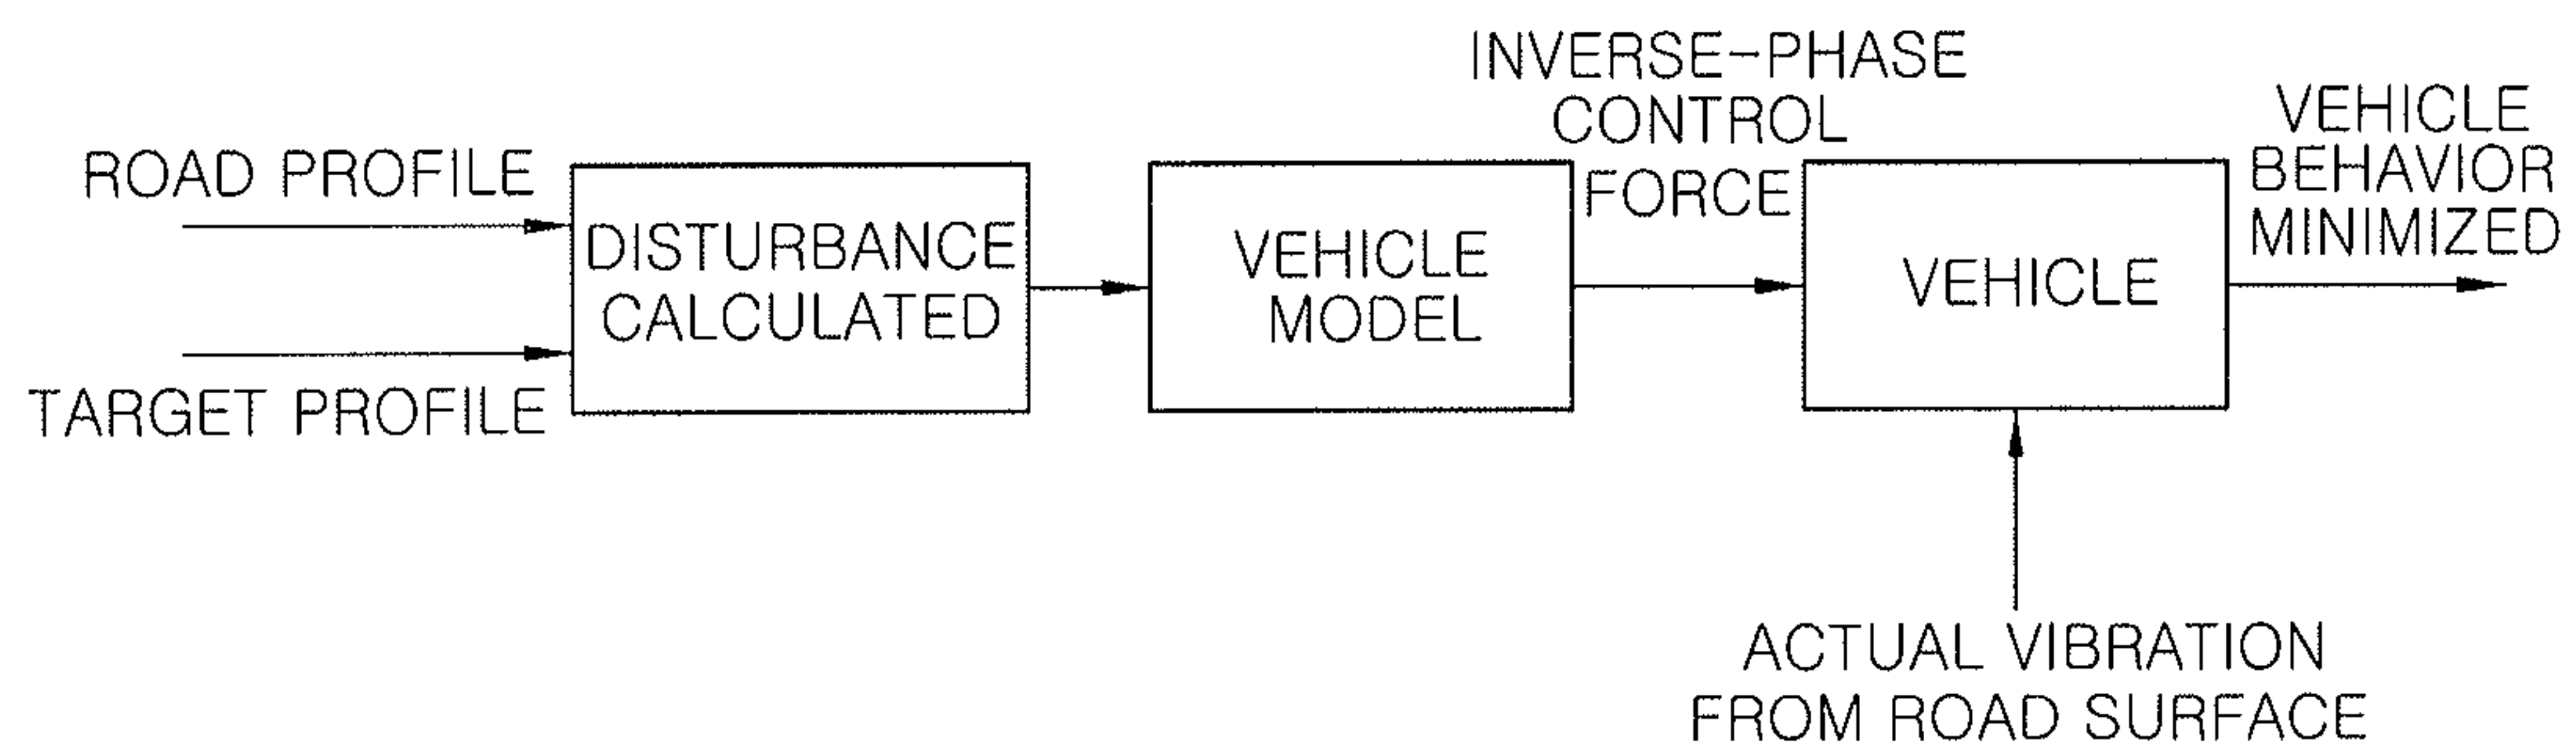 ROAD PROFILE
TARGET PROFILE
DISTURBANCE
CALCULATED
VEHICLE
MODEL
INVERSE-PHASE
CONTROL
FORCE
VEHICLE
VEHICLE
BEHAVIOR
MINIMIZED
ACTUAL VIBRATION
FROM ROAD SURFACE